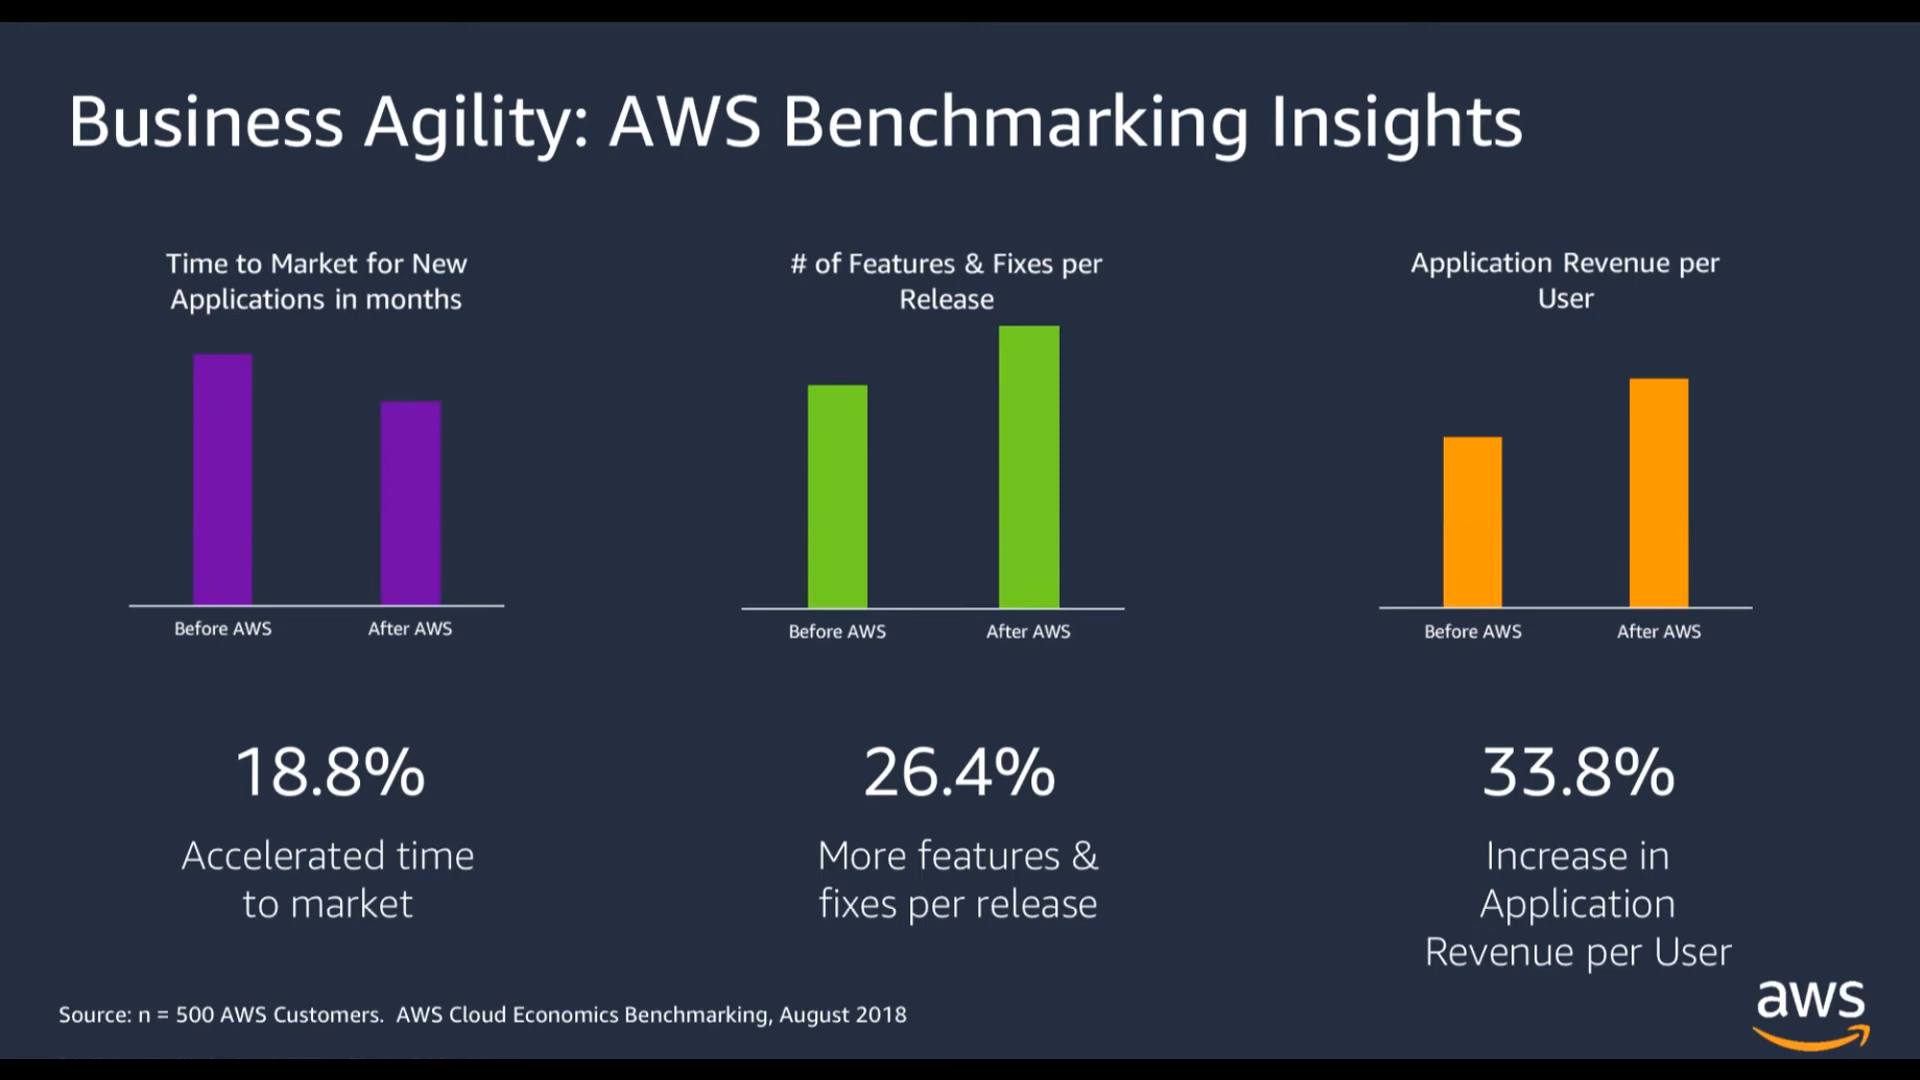 Business Agility: AWS Benchmarking Insights
Time to Market for New
Applications in months
Before AWS
After AWS
18.8%
Accelerated time
to market
# of Features & Fixes per
Release
Before AWS
After AWS
26.4%
More features &
fixes per release
Application Revenue per
User
Before AWS
After AWS
33.8%
Increase in
Application
Revenue per User
Source: n = 500 AWS Customers.  AWS Cloud Economics Benchmarking, August 2018
aws